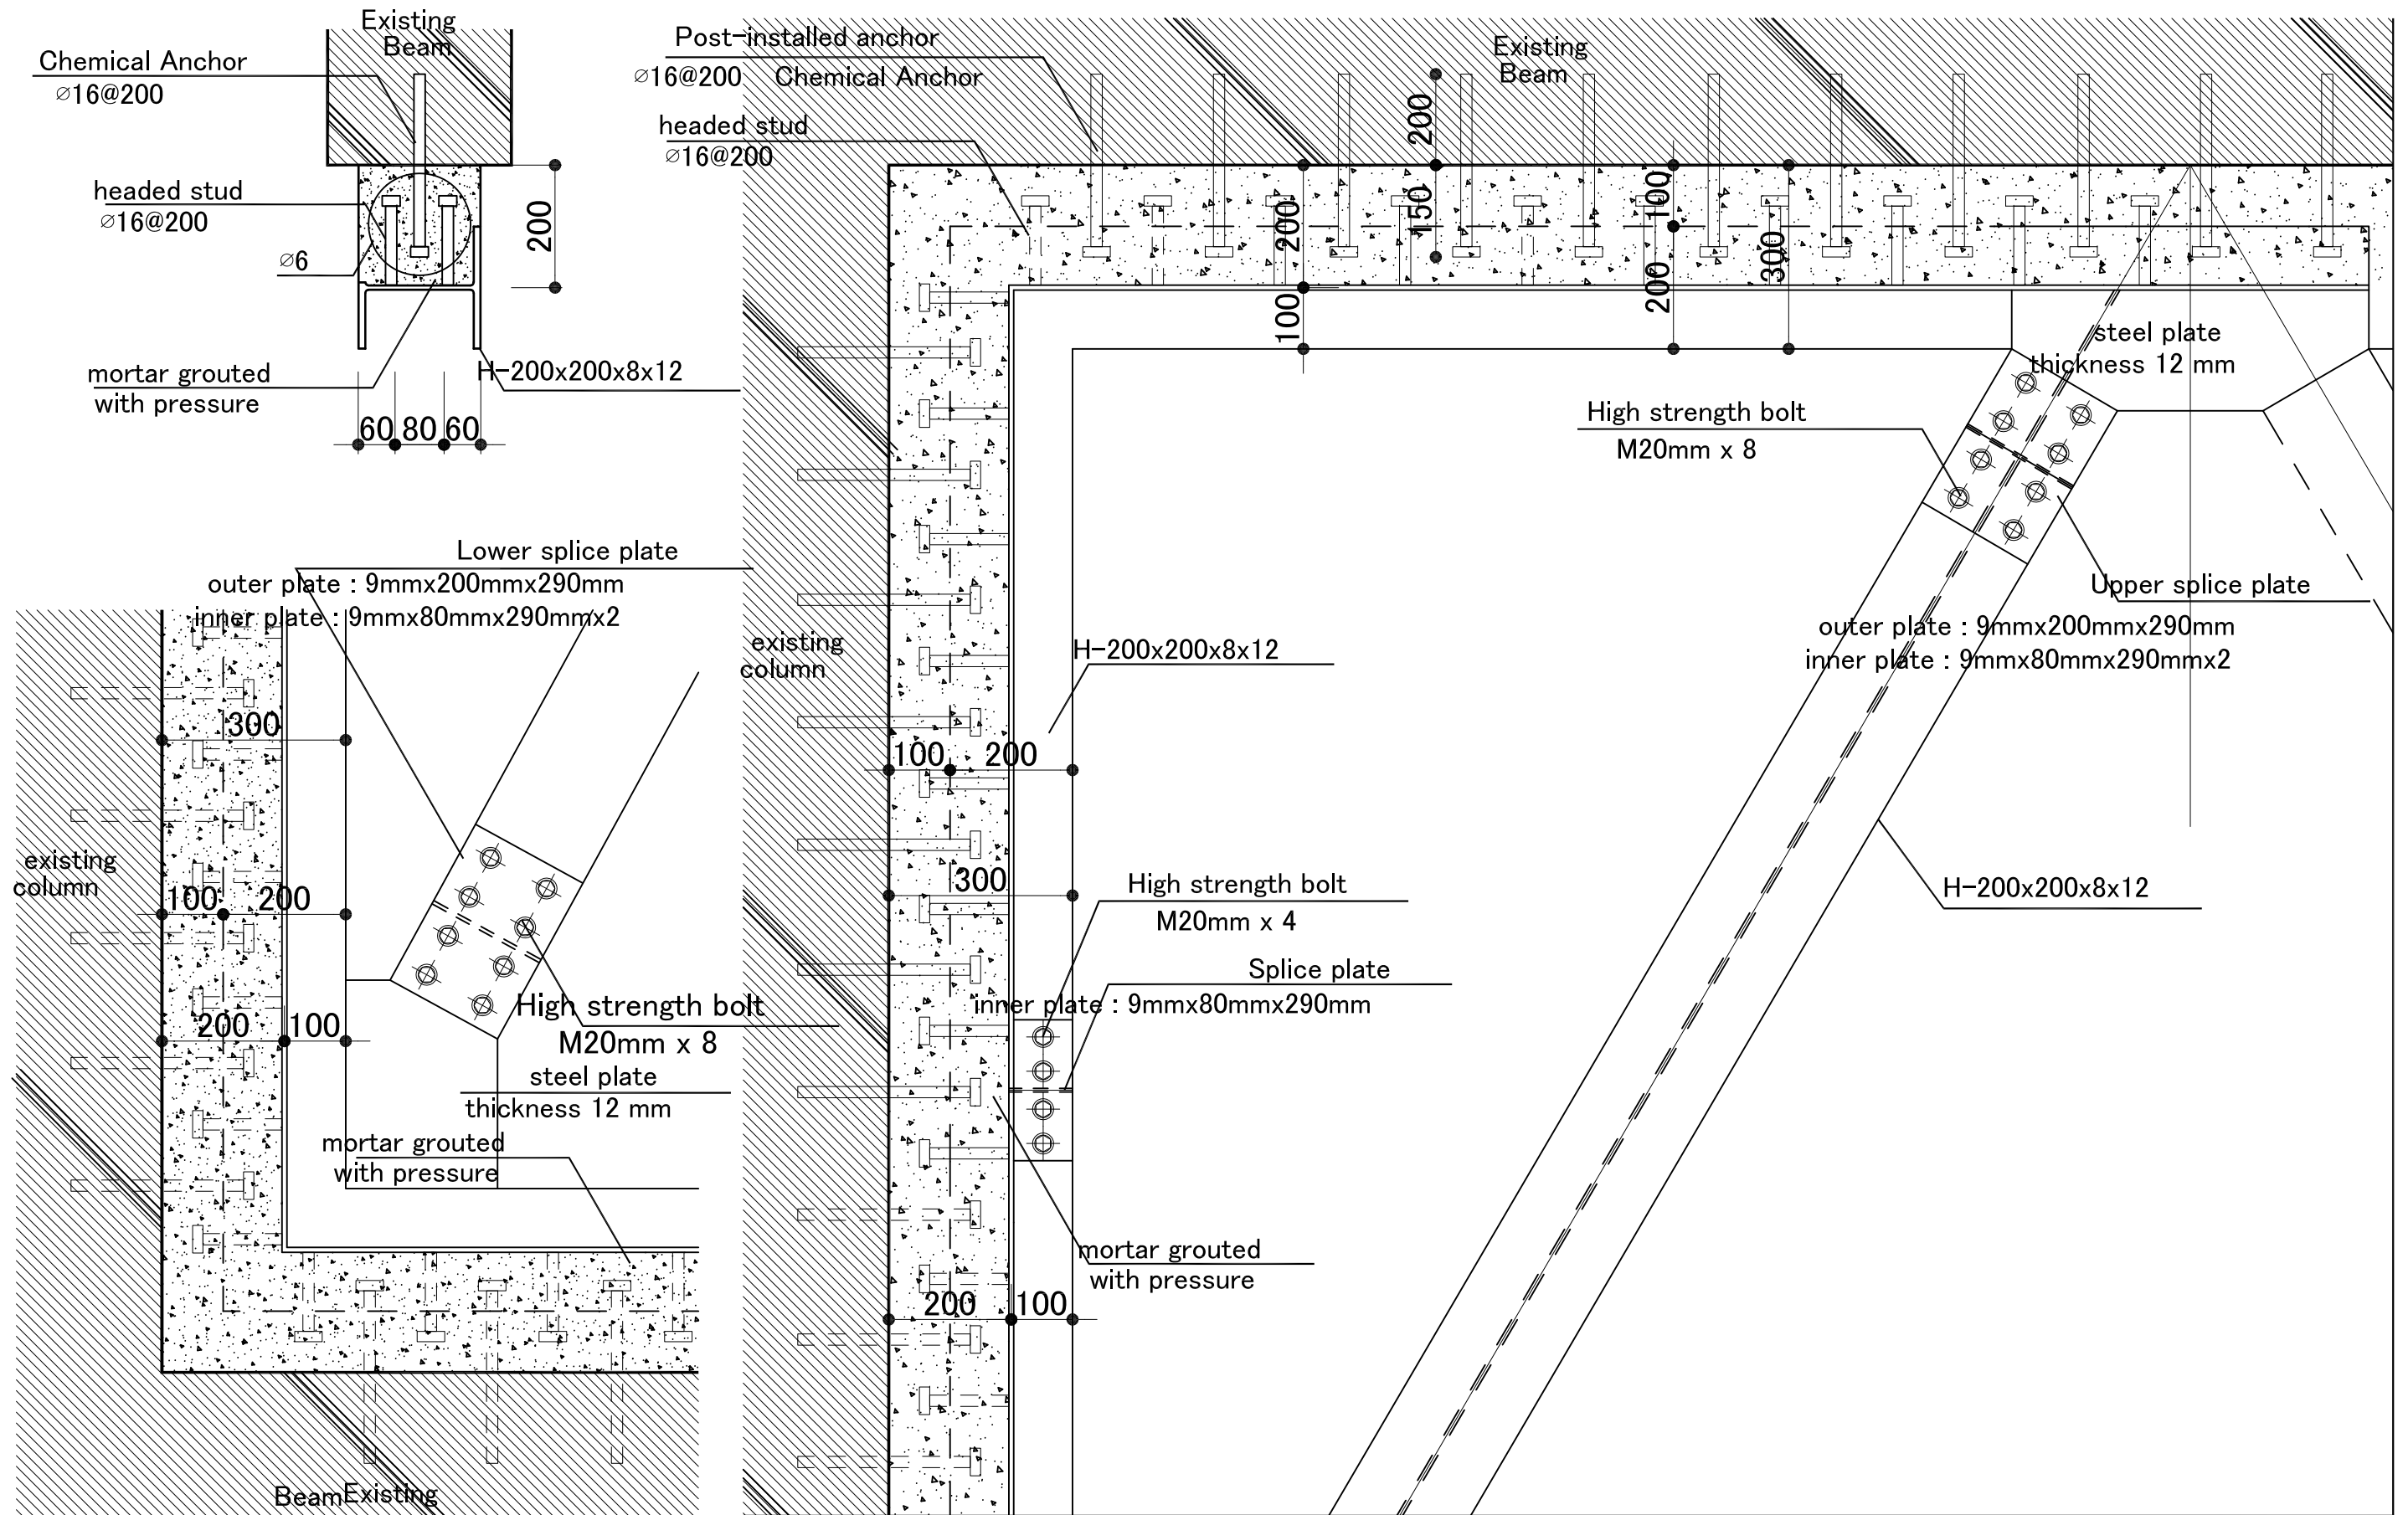 Existing
Beam
Chemical Anchor
∅16@200
headed stud
∅16@200
∅6
200
mortar grouted
with pressure
H-200x200x8x12
60 80 60
Post-installed anchor
∅16@200 Chemical Anchor
headed stud
∅16@200
Existing
Beam
200
150
200
100
100
200
300
steel plate
thickness 12 mm
High strength bolt
M20mm x 8
Upper splice plate
outer plate : 9mmx200mmx290mm
inner plate : 9mmx80mmx290mmx2
existing
column
H-200x200x8x12
100 200
300
High strength bolt
M20mm x 4
Splice plate
inner plate : 9mmx80mmx290mm
H-200x200x8x12
mortar grouted
with pressure
200 100
Lower splice plate
outer plate : 9mmx200mmx290mm
inner plate : 9mmx80mmx290mmx2
300
existing
column
100 200
200 100
High strength bolt
M20mm x 8
steel plate
thickness 12 mm
mortar grouted
with pressure
Beam Existing